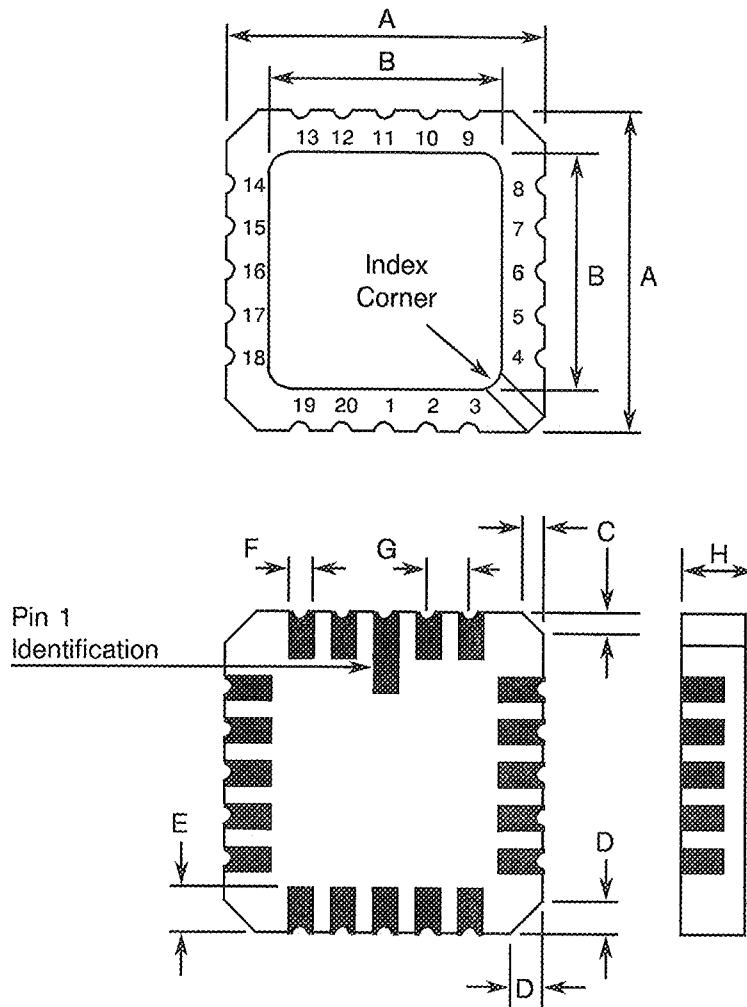 A
B
13 12 11 10 9
14 8
15 7
16 6
17 5
18 4
Index
Corner
B A
19 20 1 2 3
C
F G H
Pin 1
Identification
E
D
D